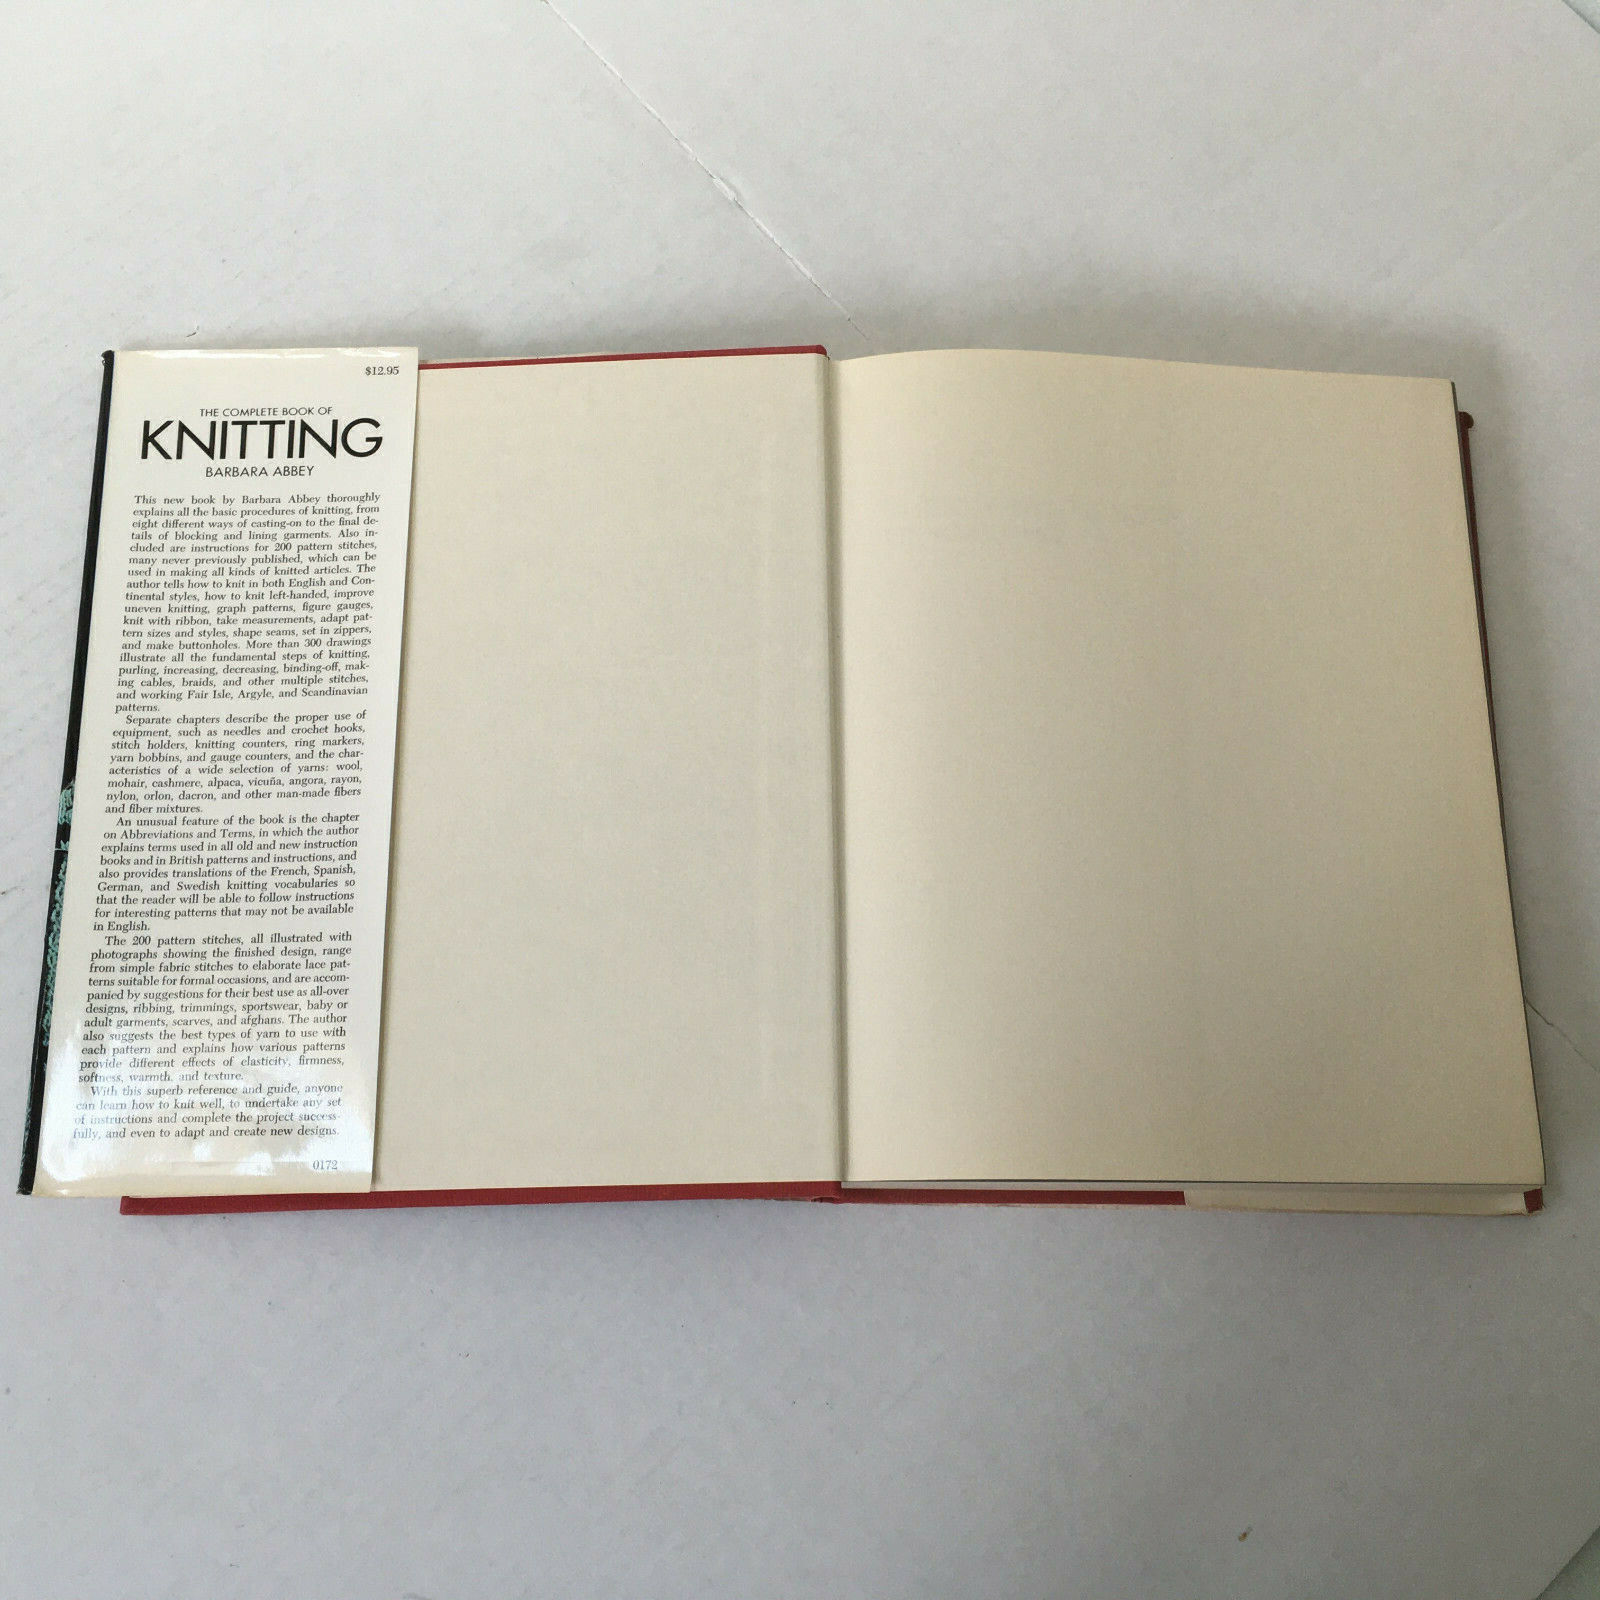 $12.95
THE COMPLETE BOOK OF
KNITTING
BARBARA ABBEY
This new book by Barbara Abbey thoroughly
explains all the basic procedures of knitting, from
eight different ways of casting-on to the final de-
tails of blocking and lining garments. Also in-
cluded are instructions for 200 pattern stitches,
many never previously published, which can be
used in making all kinds of knitted articles. The
author tells how to knit in both English and Con-
tinental styles, how to knit left-handed, improve
uneven knitting, graph patterns, figure gauges,
knit with ribbon, take measurements, adapt pat-
tern sizes and styles, shape seams, set in zippers,
and make buttonholes. More than 300 drawings
illustrate all the fundamental steps of knitting,
purling, increasing, decreasing, binding-off, mak-
ing cables, braids, and other multiple stitches,
and working Fair Isle, Argyle, and Scandinavian
patterns.
Separate chapters describe the proper use of
equipment, such as needles and crochet hooks,
stitch holders, knitting counters, ring markers,
yarn bobbins, and gauge counters, and the char-
acteristics of a wide selection of yarns: wool,
mohair, cashmere, alpaca, vicuña, angora, rayon,
nylon, orlon, dacron, and other man-made fibers
and fiber mixtures.
An unusual feature of the book is the chapter
on Abbreviations and Terms, in which the author
explains terms used in all old and new instruction
books and in British patterns and instructions, and
also provides translations of the French, Spanish,
German, and Swedish knitting vocabularies so
that the reader will be able to follow instructions
for interesting patterns that may not be available
in English.
The 200 pattern stitches, all illustrated with
photographs showing the finished design, range
from simple fabric stitches to elaborate lace pat-
terns suitable for formal occasions, and are accom-
panied by suggestions for their best use as all-over
designs, ribbing, trimmings, sportswear, baby or
adult garments, scarves, and afghans. The author
also suggests the best types of yarn to use with
each pattern and explains how various patterns
provide different effects of elasticity, firmness,
softness, warmth, and texture.
With this superb reference and guide, anyone
can learn how to knit well, to undertake any set
of instructions and complete the project success-
fully, and even to adapt and create new designs.
0172